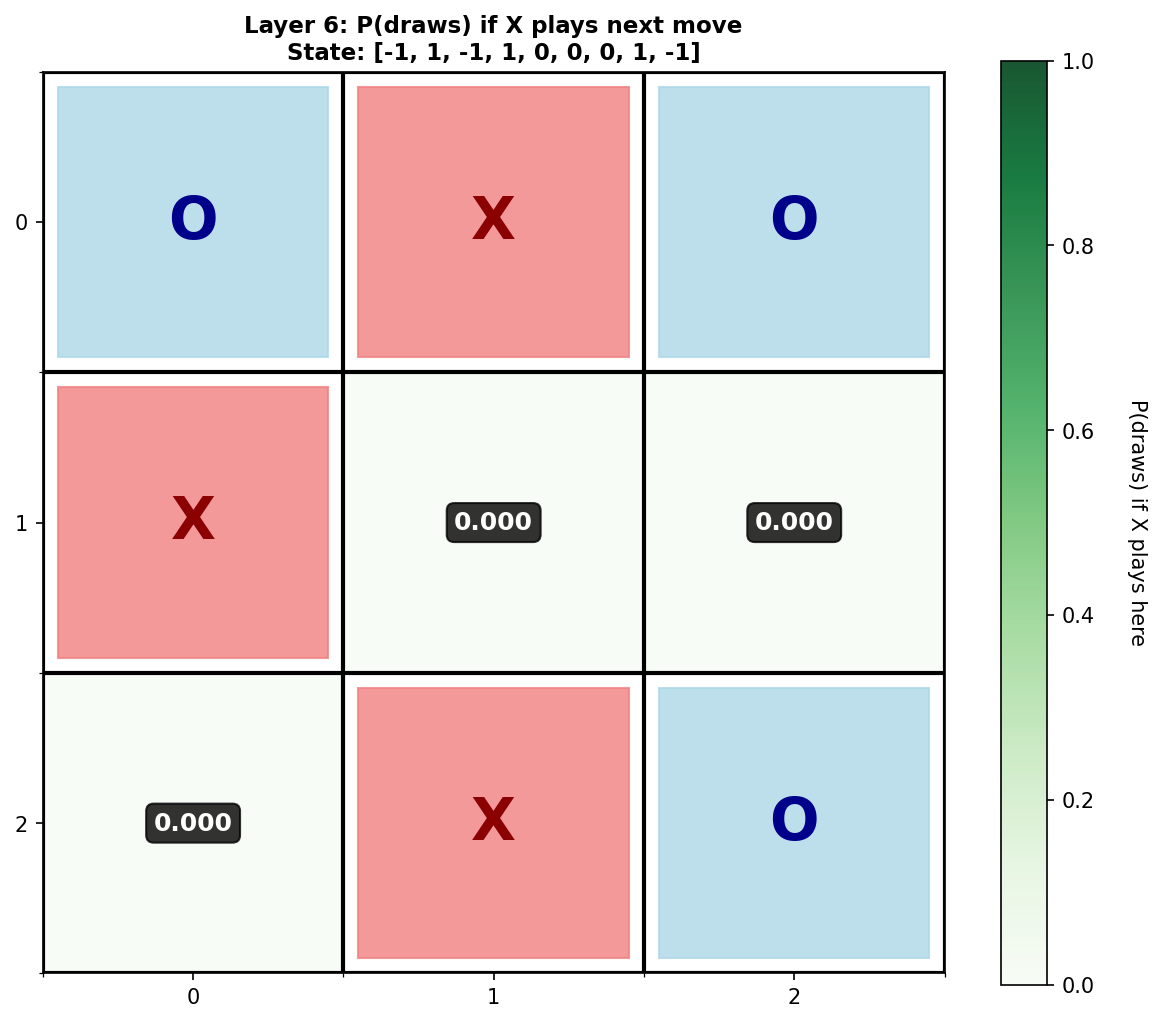 Layer 6: P(draws) if X plays next move
State: [-1, 1, -1, 1, 0, 0, 0, 1, -1]
0 O X O
1 X 0.000 0.000
2 0.000 X O
0 1 2
1.0
0.8
0.6
0.4
0.2
0.0
P(draws) if X plays here